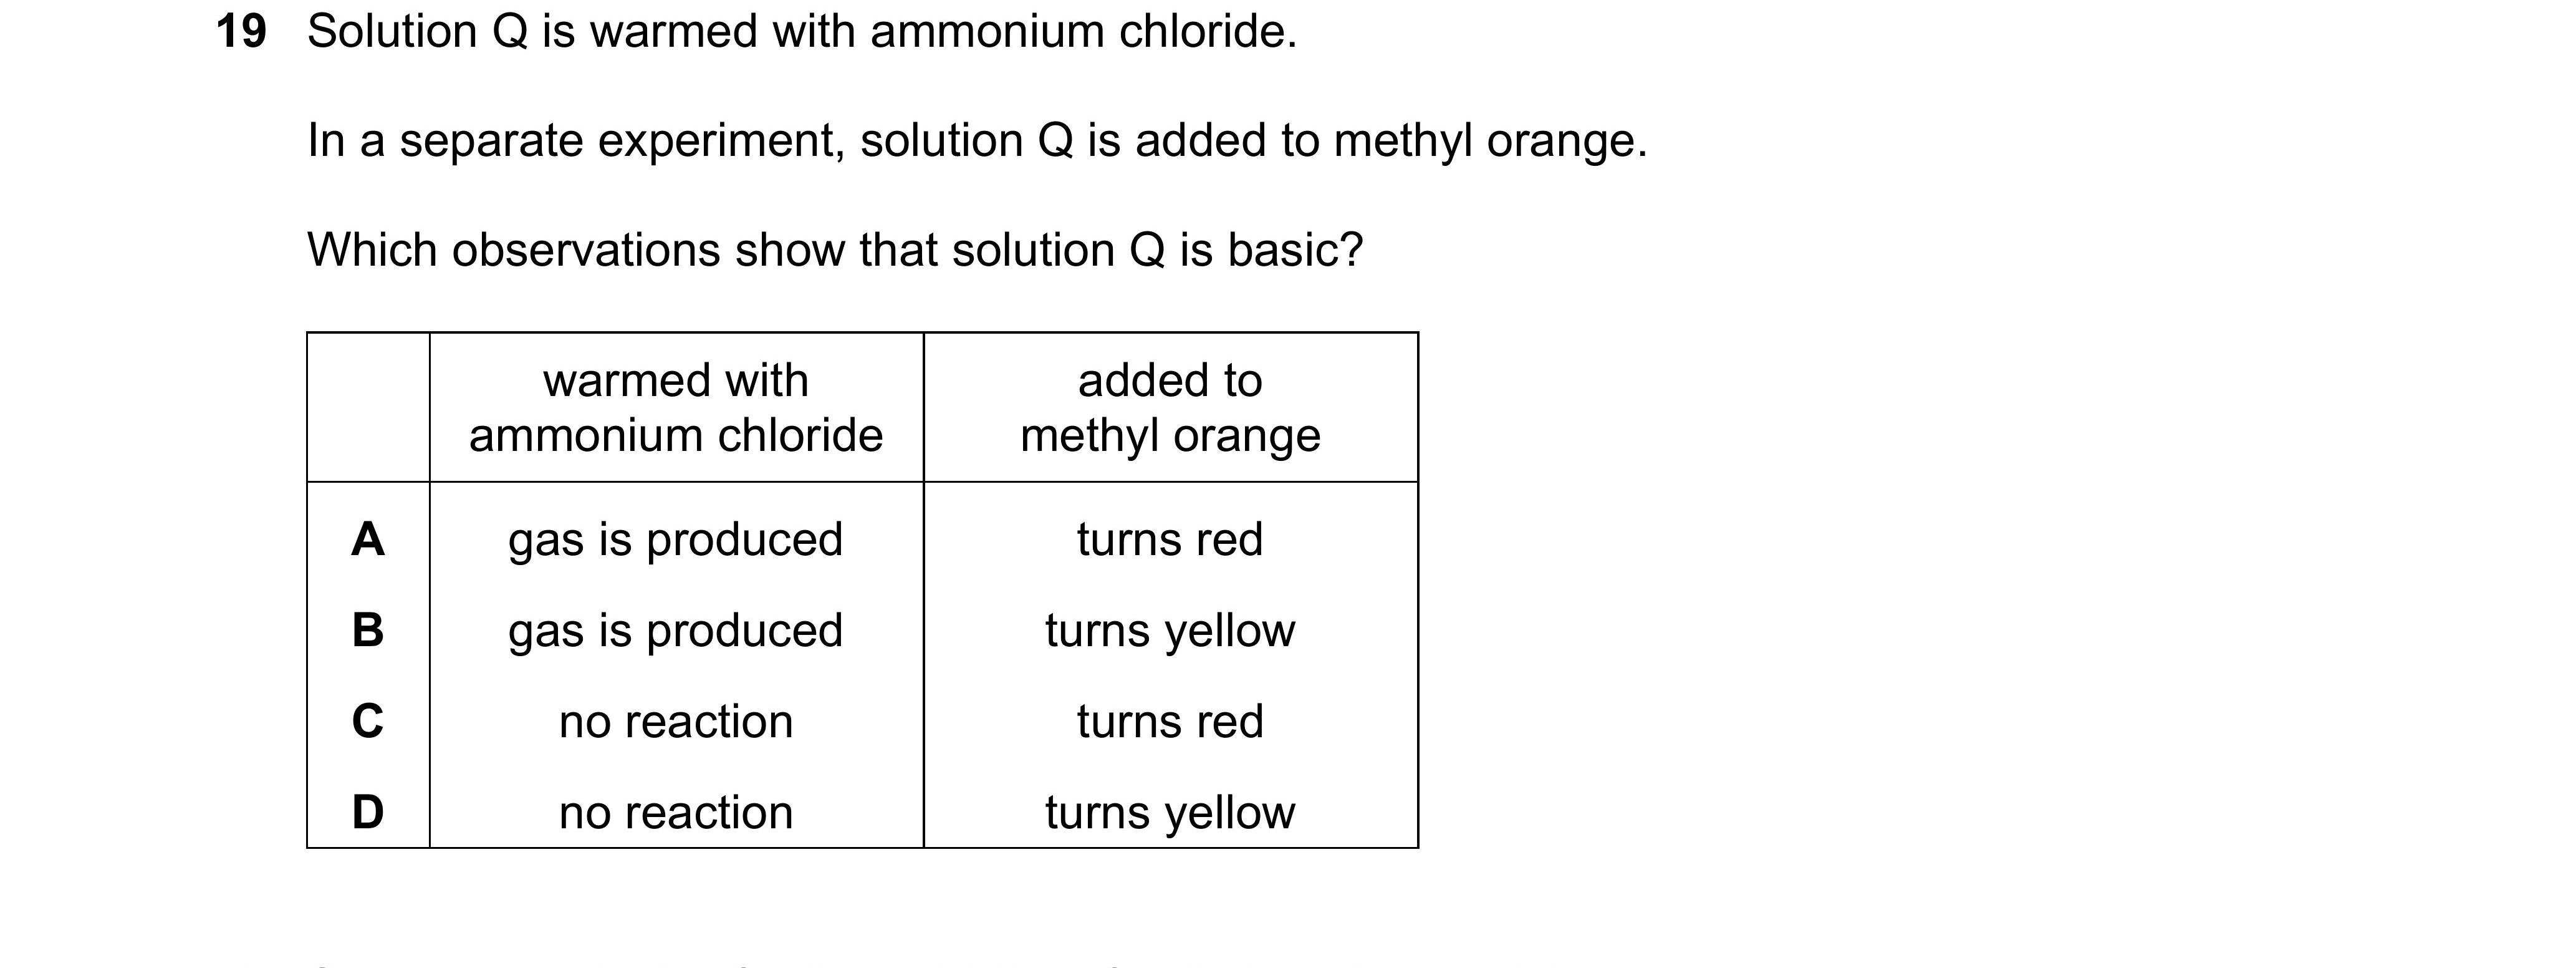 19 Solution Q is warmed with ammonium chloride.
In a separate experiment, solution Q is added to methyl orange.
Which observations show that solution Q is basic?
warmed with ammonium chloride added to methyl orange
A gas is produced turns red
B gas is produced turns yellow
C no reaction turns red
D no reaction turns yellow